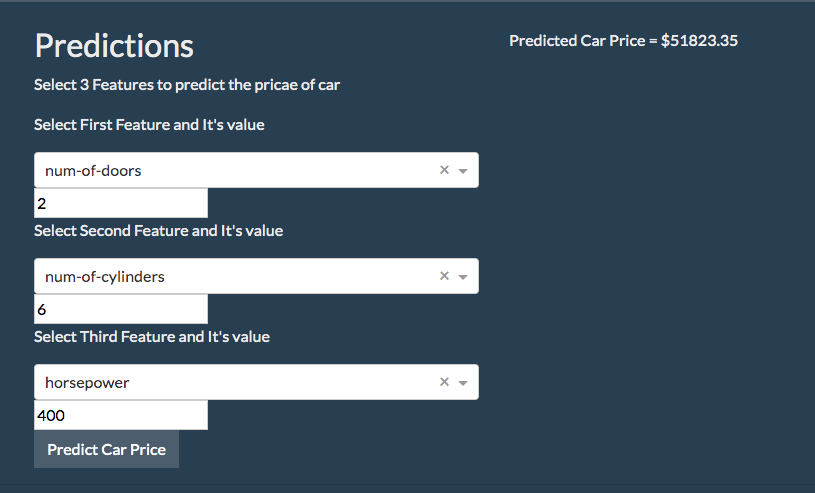 Predictions
Predicted Car Price = $51823.35
Select 3 Features to predict the pricae of car
Select First Feature and It's value
num-of-doors
2
Select Second Feature and It's value
num-of-cylinders
6
Select Third Feature and It's value
horsepower
400
Predict Car Price